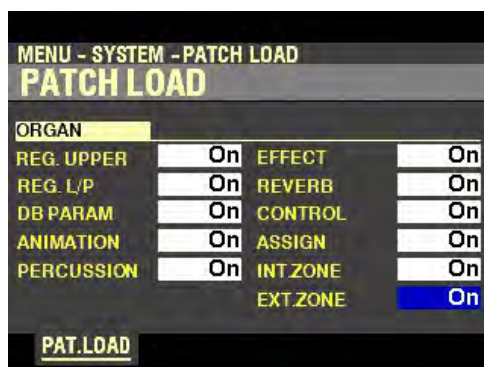 MENU - SYSTEM - PATCH LOAD
PATCH LOAD
ORGAN
REG. UPPER On EFFECT On
REG. L/P On REVERB On
DB PARAM On CONTROL On
ANIMATION On ASSIGN On
PERCUSSION On INT.ZONE On
EXT.ZONE On
PAT.LOAD